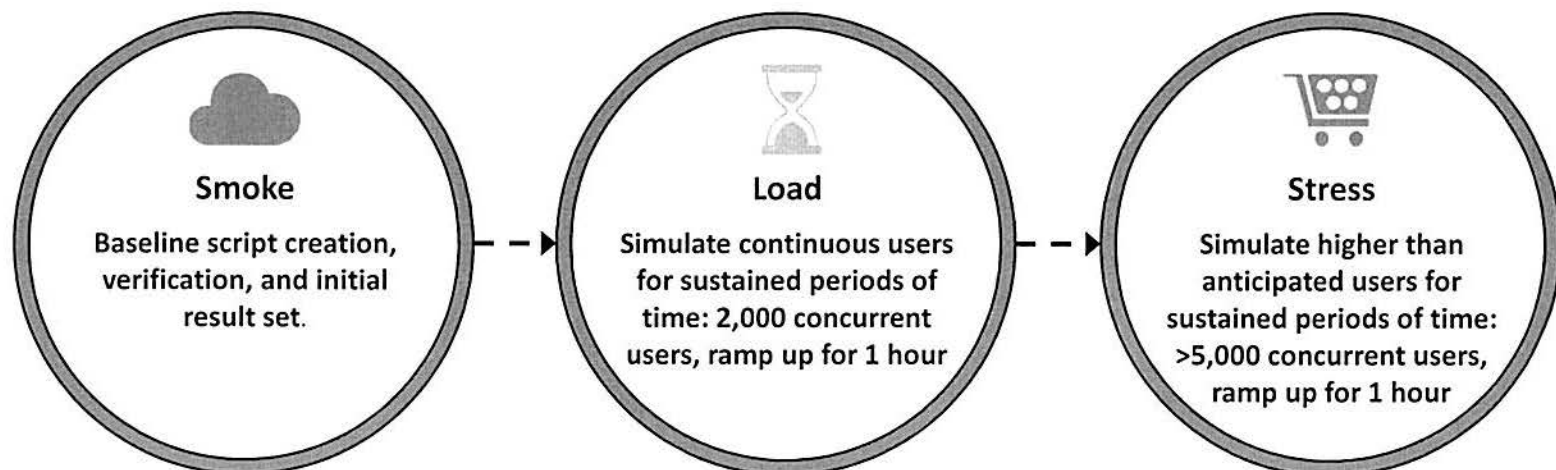 Smoke
Baseline script creation,
verification, and initial
result set.
Load
Simulate continuous users
for sustained periods of
time: 2,000 concurrent
users, ramp up for 1 hour
Stress
Simulate higher than
anticipated users for
sustained periods of time:
>5,000 concurrent users,
ramp up for 1 hour